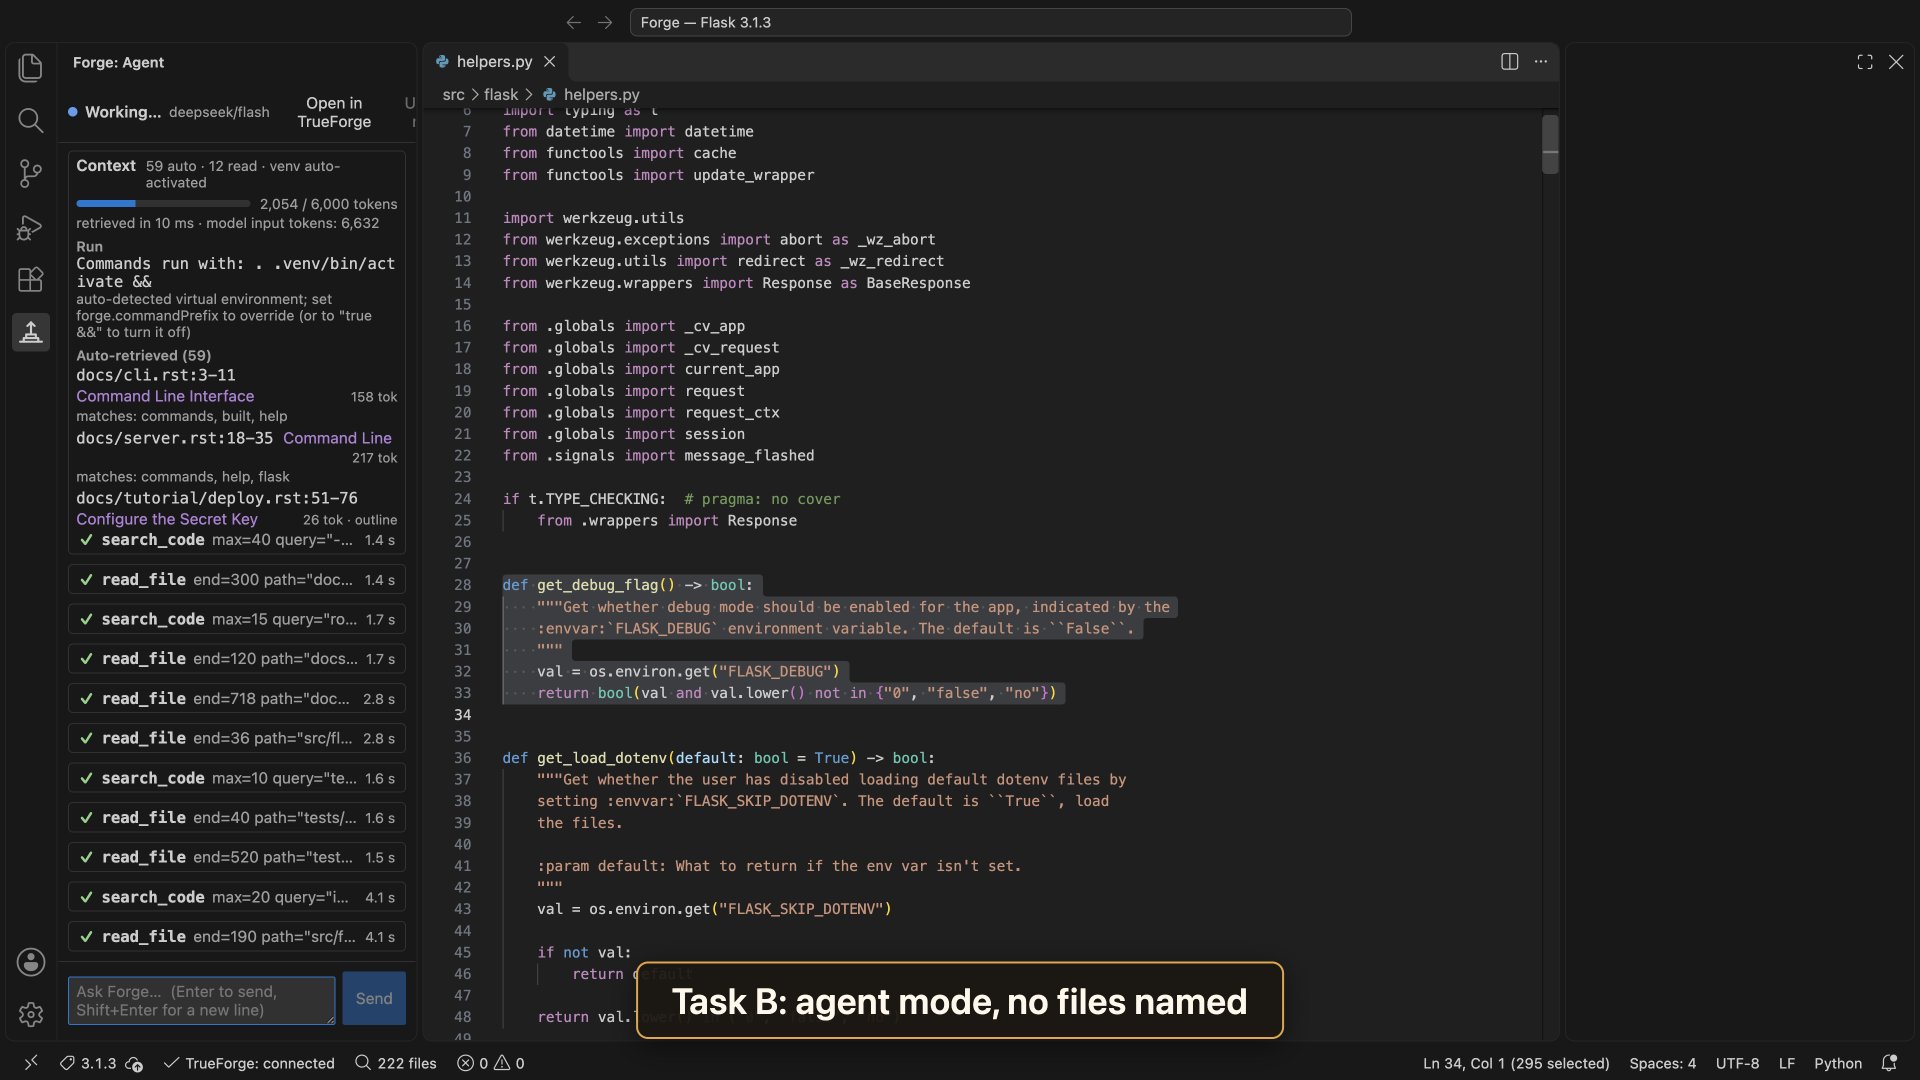 Forge — Flask 3.1.3
Forge: Agent
Working... deepseek/flash
Open in
TrueForge
Context 59 auto · 12 read · venv auto-
activated
2,054 / 6,000 tokens
retrieved in 10 ms · model input tokens: 6,632
Run
Commands run with: . .venv/bin/act
ivate &&
auto-detected virtual environment; set
forge.commandPrefix to override (or to "true
&&" to turn it off)
Auto-retrieved (59)
docs/cli.rst:3–11
Command Line Interface 158 tok
matches: commands, built, help
docs/server.rst:18–35 Command Line
217 tok
matches: commands, help, flask
docs/tutorial/deploy.rst:51–76
Configure the Secret Key 26 tok · outline
search_code max=40 query="-... 1.4 s
read_file end=300 path="doc... 1.4 s
search_code max=15 query="ro... 1.7 s
read_file end=120 path="docs... 1.7 s
read_file end=718 path="doc... 2.8 s
read_file end=36 path="src/fl... 2.8 s
search_code max=10 query="te... 1.6 s
read_file end=40 path="tests/... 1.6 s
read_file end=520 path="test... 1.5 s
search_code max=20 query="i... 4.1 s
read_file end=190 path="src/f... 4.1 s
Ask Forge... (Enter to send,
Shift+Enter for a new line)
Send
helpers.py
src > flask > helpers.py
6 import typing as t
7 from datetime import datetime
8 from functools import cache
9 from functools import update_wrapper
10
11 import werkzeug.utils
12 from werkzeug.exceptions import abort as _wz_abort
13 from werkzeug.utils import redirect as _wz_redirect
14 from werkzeug.wrappers import Response as BaseResponse
15
16 from .globals import _cv_app
17 from .globals import _cv_request
18 from .globals import current_app
19 from .globals import request
20 from .globals import request_ctx
21 from .globals import session
22 from .signals import message_flashed
23
24 if t.TYPE_CHECKING:  # pragma: no cover
25     from .wrappers import Response
26
27
28 def get_debug_flag() -> bool:
29     """Get whether debug mode should be enabled for the app, indicated by the
30     :envvar:`FLASK_DEBUG` environment variable. The default is ``False``.
31     """
32     val = os.environ.get("FLASK_DEBUG")
33     return bool(val and val.lower() not in {"0", "false", "no"})
34
35
36 def get_load_dotenv(default: bool = True) -> bool:
37     """Get whether the user has disabled loading default dotenv files by
38     setting :envvar:`FLASK_SKIP_DOTENV`. The default is ``True``, load
39     the files.
40
41     :param default: What to return if the env var isn't set.
42     """
43     val = os.environ.get("FLASK_SKIP_DOTENV")
44
45     if not val:
46         return default
47
48     return val.
49
Task B: agent mode, no files named
3.1.3 TrueForge: connected 222 files 0 0 Ln 34, Col 1 (295 selected) Spaces: 4 UTF-8 LF Python